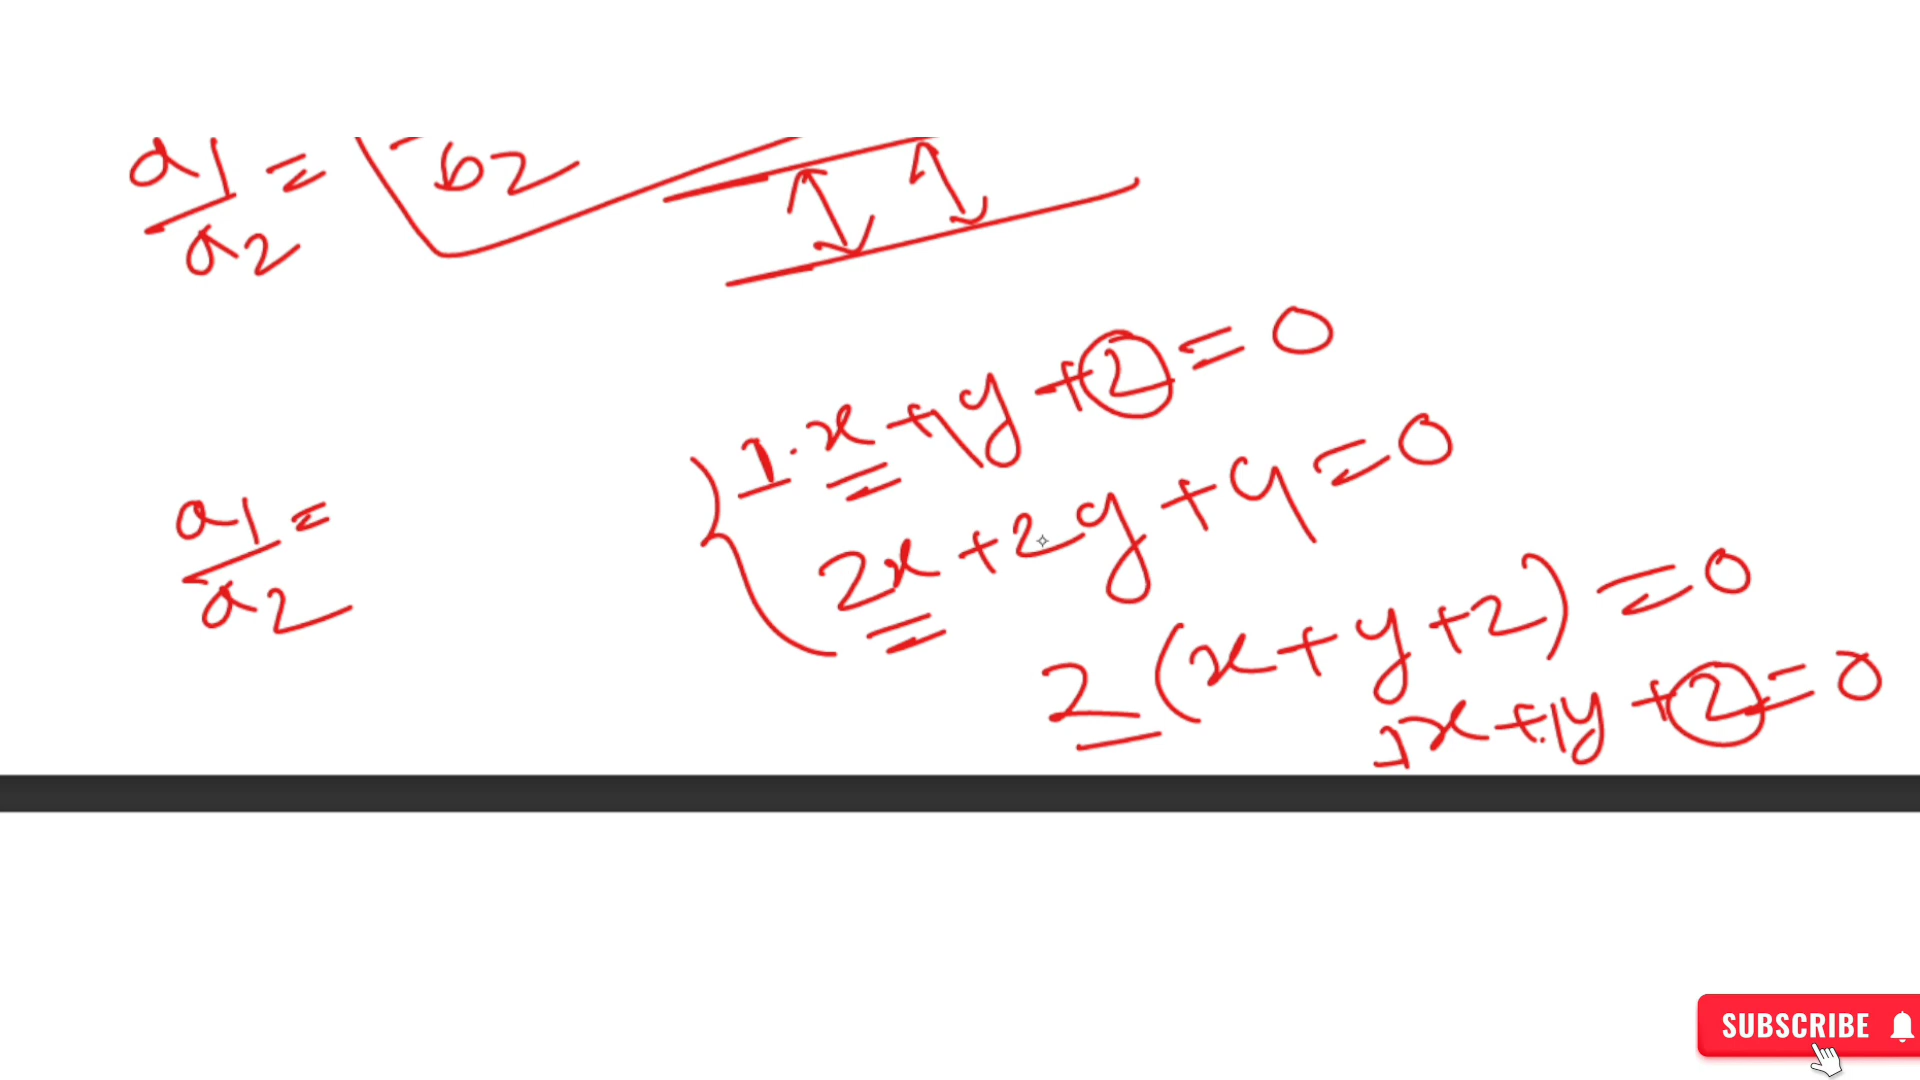 a1/a2 = b2
1·x + 1y + 2 = 0
2x + 2y + 4 = 0
a1/a2 =
2(x + y + 2) = 0
1x + 1y + 2 = 0
SUBSCRIBE